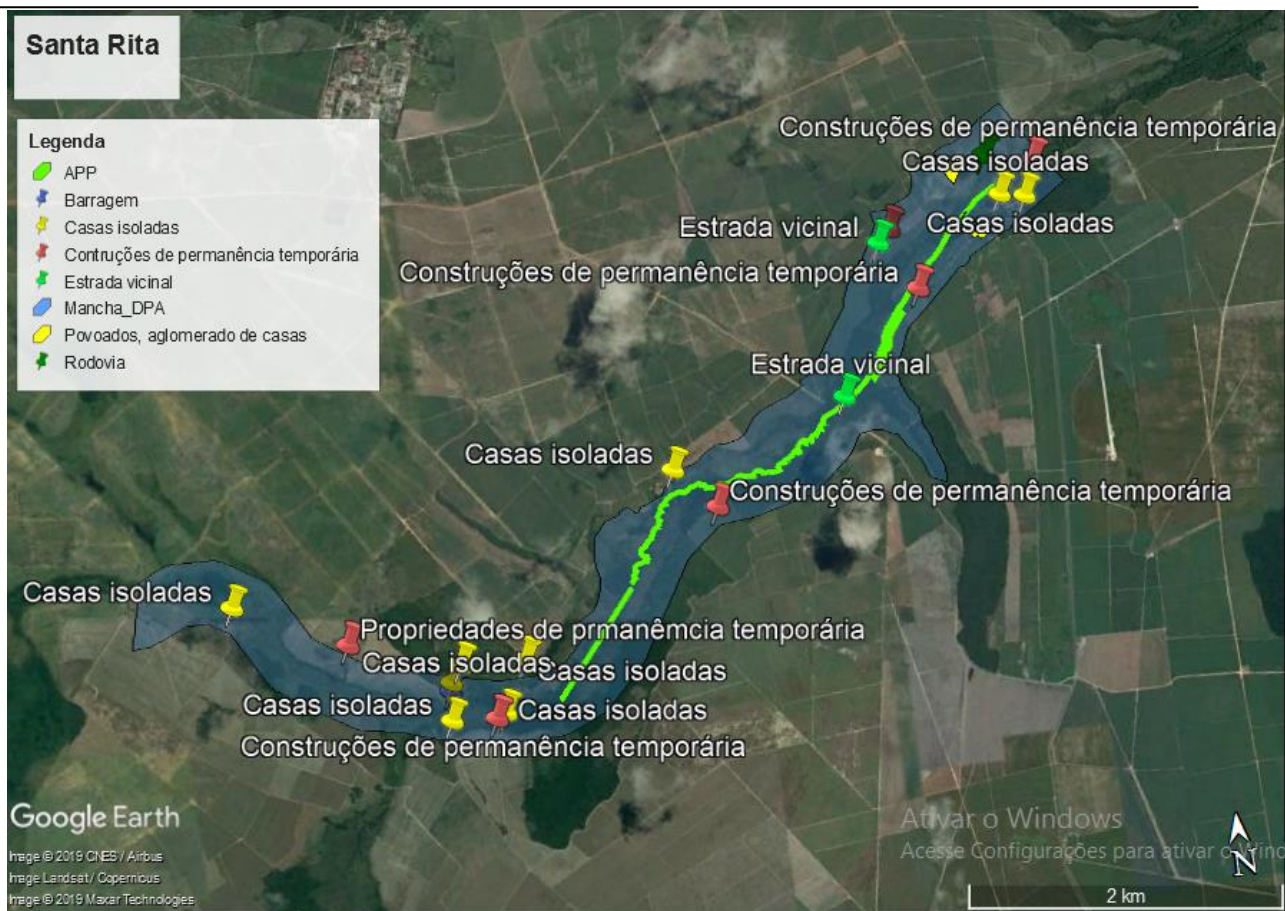 Santa Rita
Legenda
APP
Barragem
Casas isoladas
Contruções de permanência temporária
Estrada vicinal
Mancha_DPA
Povoados, aglomerado de casas
Rodovia
Construções de permanência temporária
Casas isoladas
Estrada vicinal
Casas isoladas
Construções de permanência temporária
Estrada vicinal
Casas isoladas
Construções de permanência temporária
Casas isoladas
Propriedades de prmanêmcia temporária
Casas isoladas
Casas isoladas
Casas isoladas
Casas isoladas
Construções de permanência temporária
Google Earth
Image © 2019 CNES / Airbus
Image Landsat / Copernicus
Image © 2019 Maxar Technologies
Ativar o Windows
Acesse Configurações para ativar o Wind
N
2 km